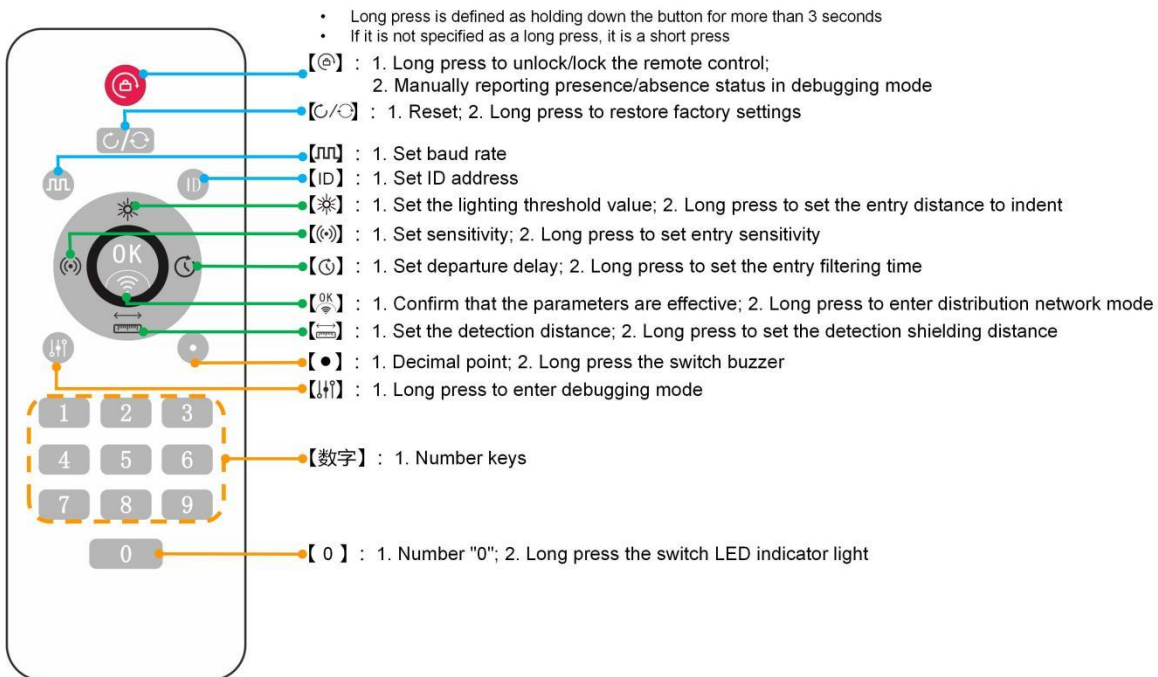 • Long press is defined as holding down the button for more than 3 seconds
• If it is not specified as a long press, it is a short press
【】: 1. Long press to unlock/lock the remote control;
2. Manually reporting presence/absence status in debugging mode
【/】: 1. Reset; 2. Long press to restore factory settings
【】: 1. Set baud rate
【ID】: 1. Set ID address
【】: 1. Set the lighting threshold value; 2. Long press to set the entry distance to indent
【】: 1. Set sensitivity; 2. Long press to set entry sensitivity
【】: 1. Set departure delay; 2. Long press to set the entry filtering time
【OK】: 1. Confirm that the parameters are effective; 2. Long press to enter distribution network mode
【】: 1. Set the detection distance; 2. Long press to set the detection shielding distance
【●】: 1. Decimal point; 2. Long press the switch buzzer
【】: 1. Long press to enter debugging mode
【数字】: 1. Number keys
【 0 】: 1. Number "0"; 2. Long press the switch LED indicator light
/
ID
OK
1 2 3
4 5 6
7 8 9
0